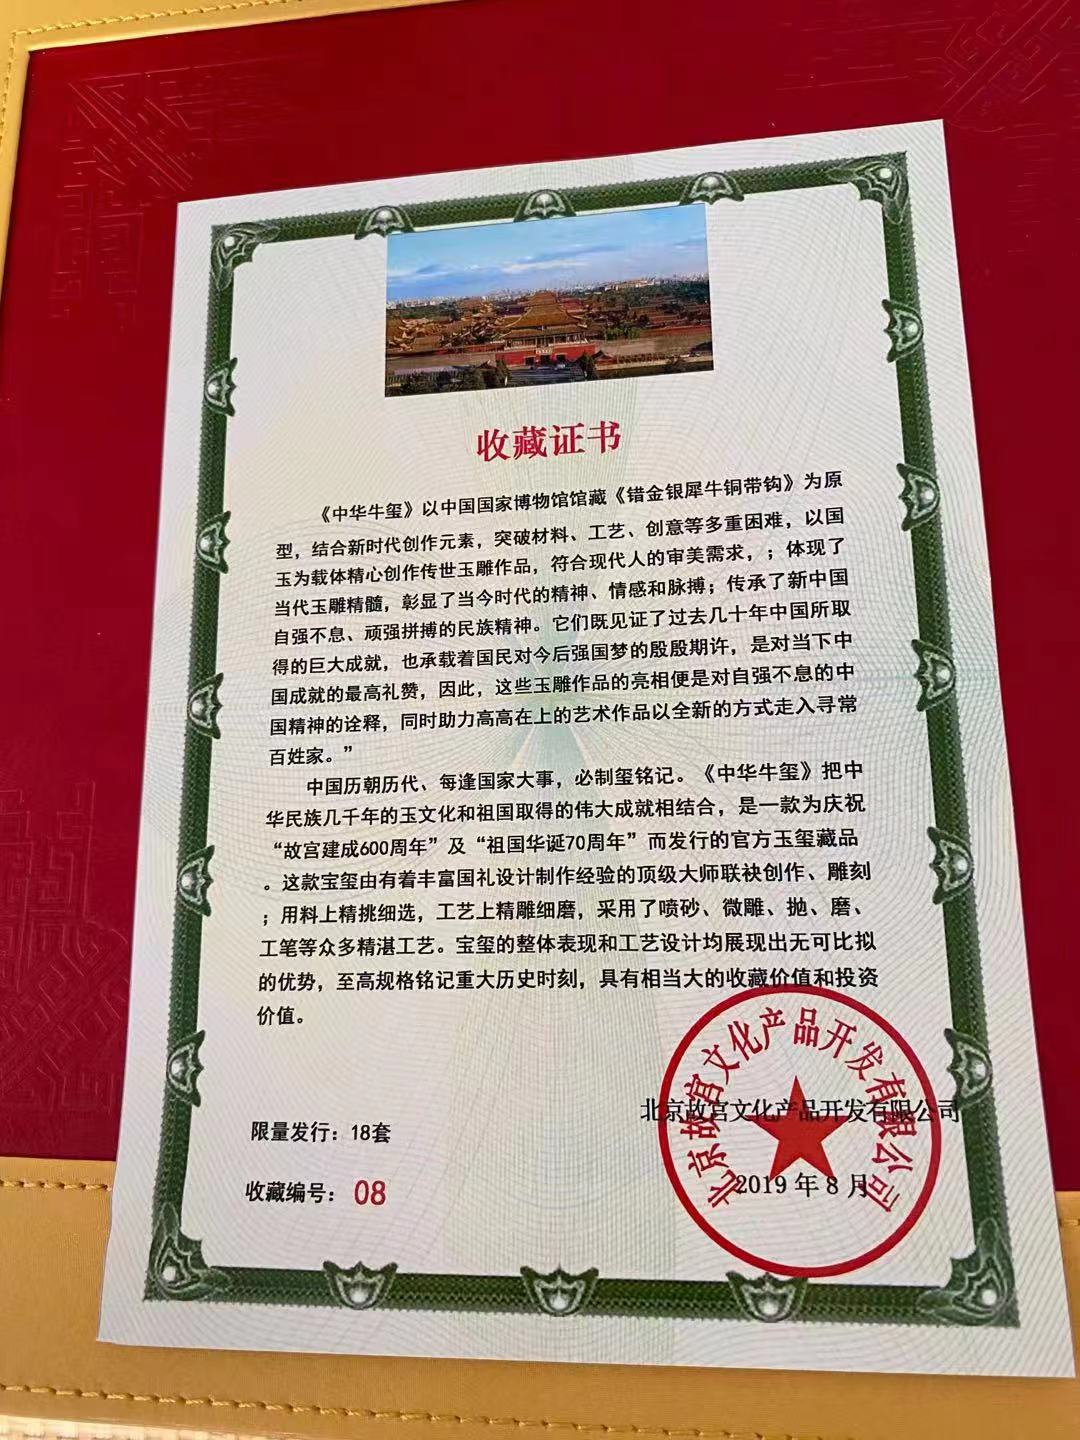 收藏证书
《中华牛玺》以中国国家博物馆馆藏《错金银犀牛铜带钩》为原
型，结合新时代创作元素，突破材料、工艺、创意等多重困难，以国
玉为载体精心创作传世玉雕作品，符合现代人的审美需求，；体现了
当代玉雕精髓，彰显了当今时代的精神、情感和脉搏；传承了新中国
自强不息、顽强拼搏的民族精神。它们既见证了过去几十年中国所取
得的巨大成就，也承载着国民对今后强国梦的殷殷期许，是对当下中
国成就的最高礼赞，因此，这些玉雕作品的亮相便是对自强不息的中
国精神的诠释，同时助力高高在上的艺术作品以全新的方式走入寻常
百姓家。”
中国历朝历代、每逢国家大事，必制玺铭记。《中华牛玺》把中
华民族几千年的玉文化和祖国取得的伟大成就相结合，是一款为庆祝
“故宫建成600周年”及“祖国华诞70周年”而发行的官方玉玺藏品
。这款宝玺由有着丰富国礼设计制作经验的顶级大师联袂创作、雕刻
；用料上精挑细选，工艺上精雕细磨，采用了喷砂、微雕、抛、磨、
工笔等众多精湛工艺。宝玺的整体表现和工艺设计均展现出无可比拟
的优势，至高规格铭记重大历史时刻，具有相当大的收藏价值和投资
价值。
北京故宫文化产品开发有限公司
北京故宫文化产品开发有限公司
限量发行：18套
2019 年 8 月
收藏编号：08